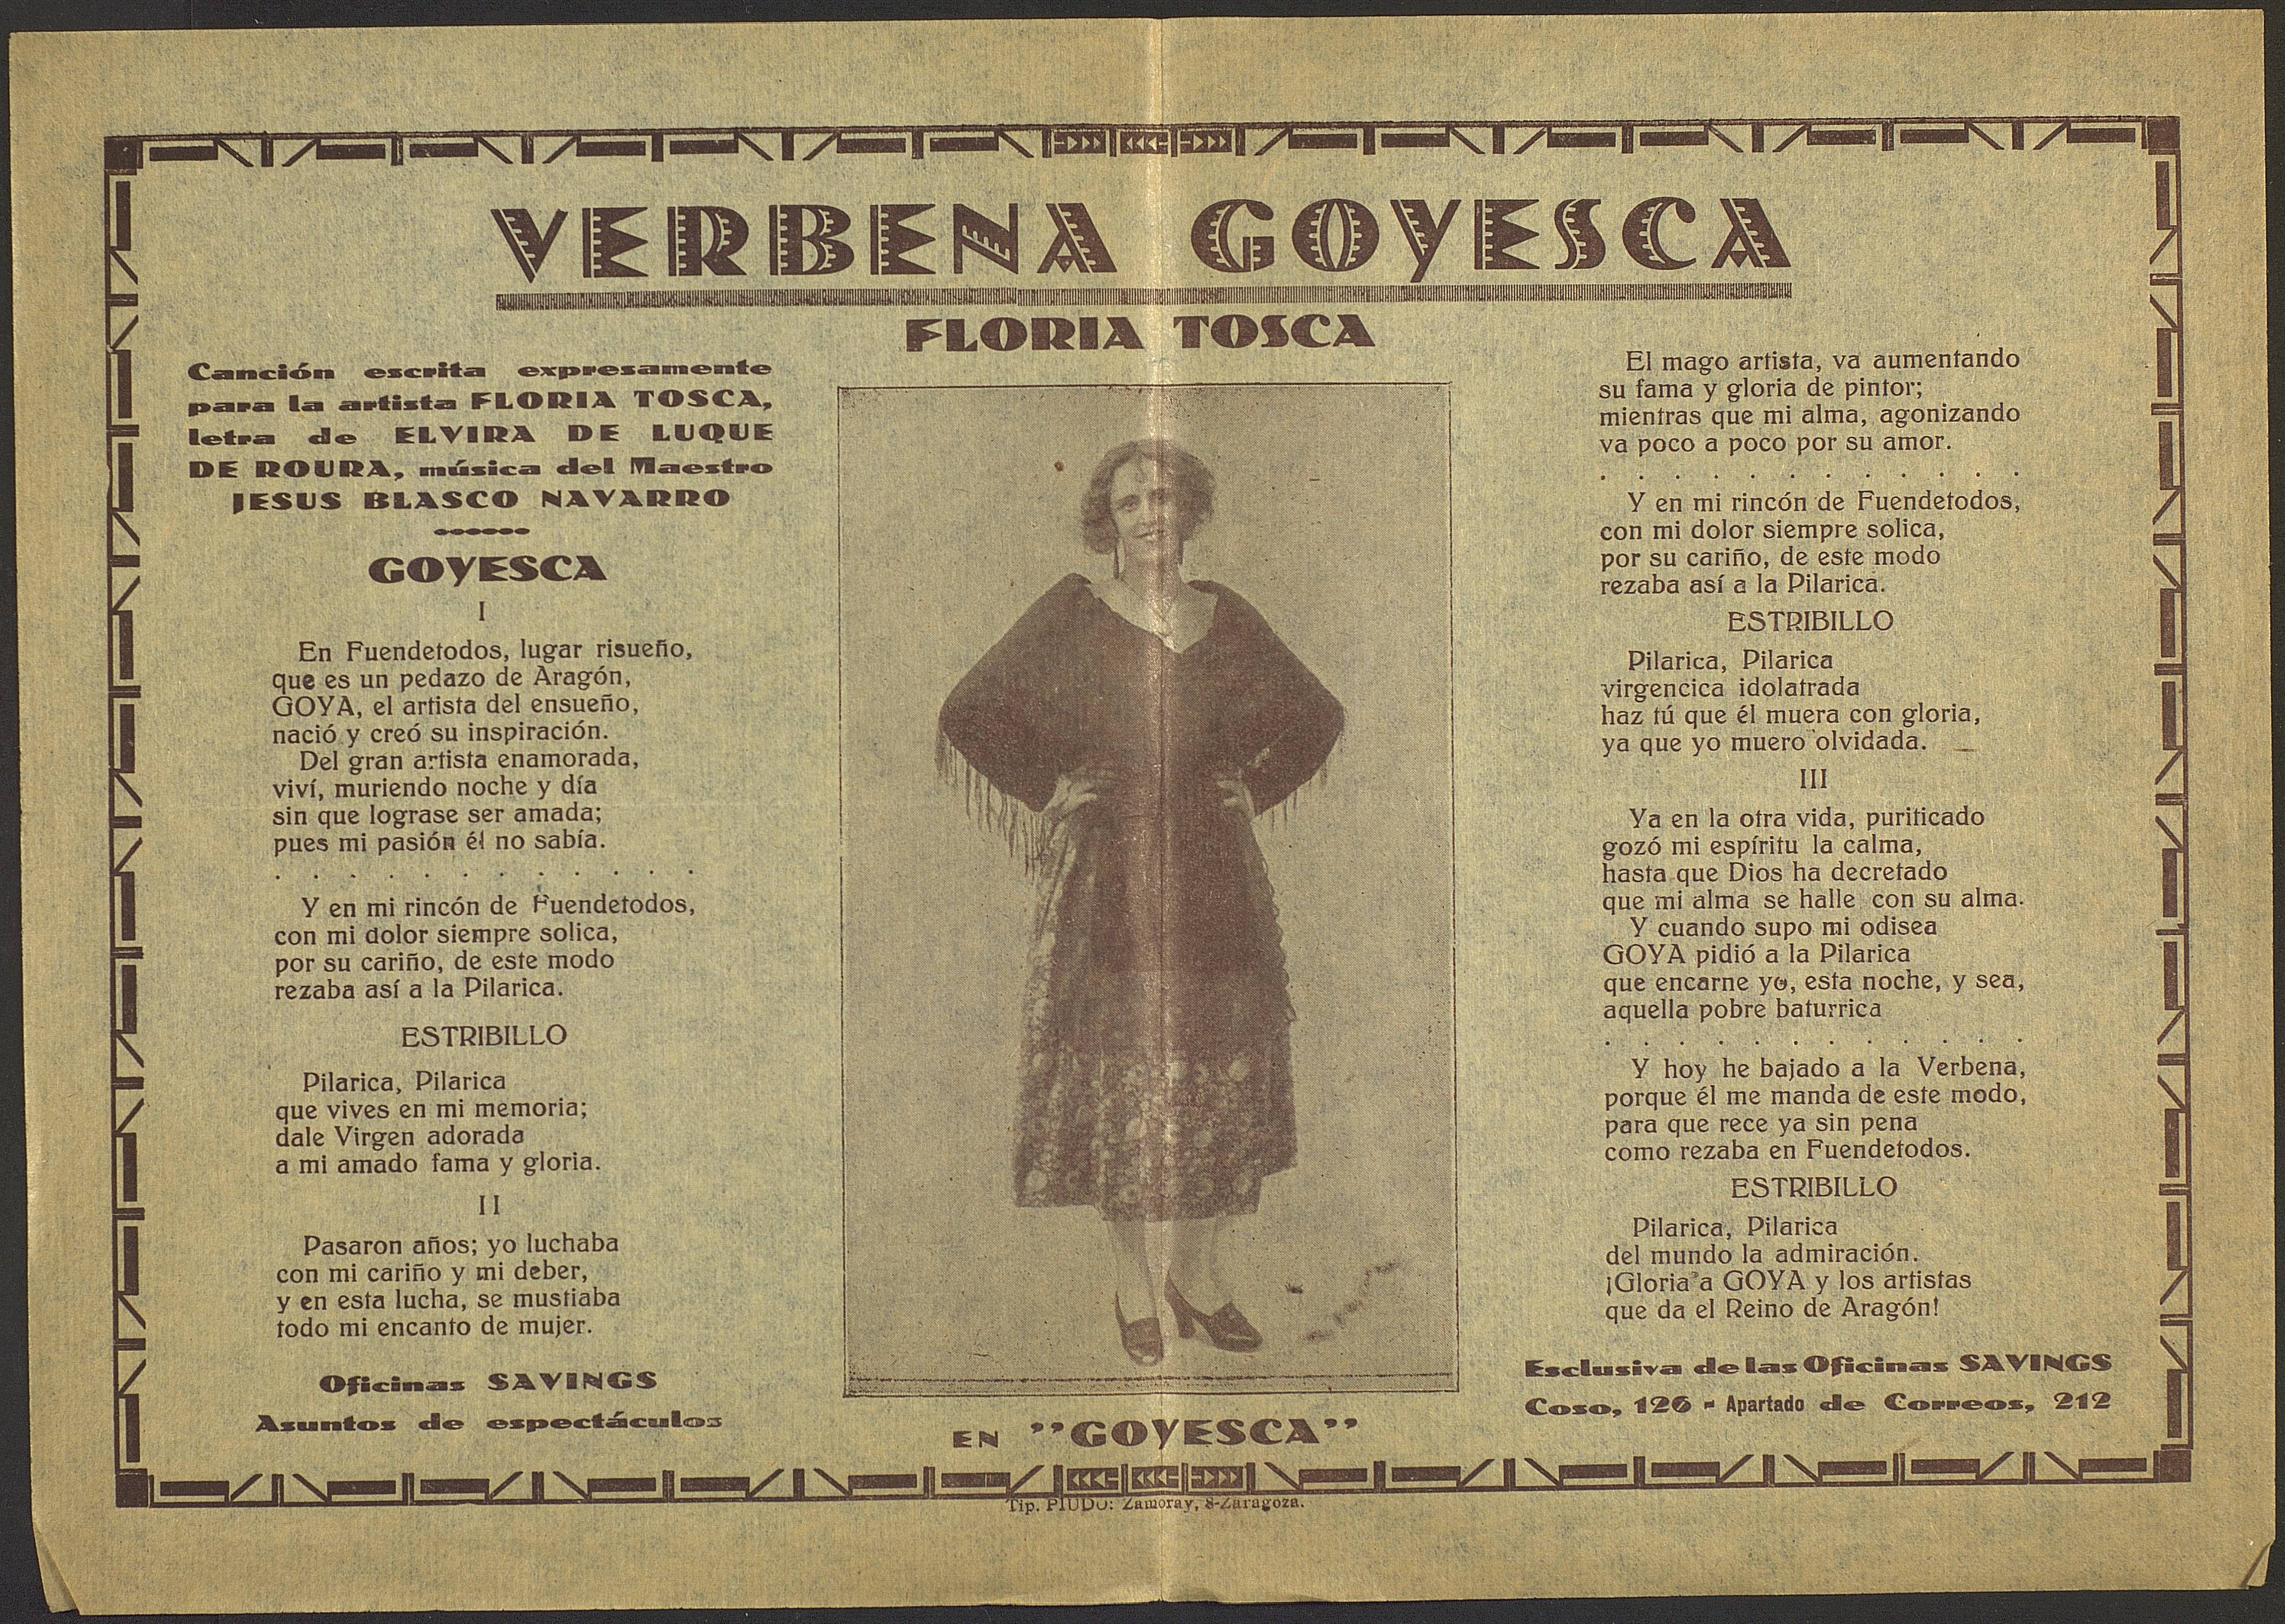 VERBENA GOYESCA
FLORIA TOSCA
Canción escrita expresamente
para la artista FLORIA TOSCA,
letra de ELVIRA DE LUQUE
DE ROURA, música del Maestro
JESUS BLASCO NAVARRO
GOYESCA
I
En Fuendetodos, lugar risueño,
que es un pedazo de Aragón,
GOYA, el artista del ensueño,
nació y creó su inspiración.
Del gran artista enamorada,
viví, muriendo noche y día
sin que lograse ser amada;
pues mi pasión él no sabía.
. . . . . . . . . . . .
Y en mi rincón de Fuendetodos,
con mi dolor siempre solica,
por su cariño, de este modo
rezaba así a la Pilarica.
ESTRIBILLO
Pilarica, Pilarica
que vives en mi memoria;
dale Virgen adorada
a mi amado fama y gloria.
II
Pasaron años; yo luchaba
con mi cariño y mi deber,
y en esta lucha, se mustiaba
todo mi encanto de mujer.
Oficinas SAVINGS
Asuntos de espectáculos
EN "GOYESCA"
El mago artista, va aumentando
su fama y gloria de pintor;
mientras que mi alma, agonizando
va poco a poco por su amor.
. . . . . . . . . . . .
Y en mi rincón de Fuendetodos,
con mi dolor siempre solica,
por su cariño, de este modo
rezaba así a la Pilarica.
ESTRIBILLO
Pilarica, Pilarica
virgencica idolatrada
haz tú que él muera con gloria,
ya que yo muero olvidada.
III
Ya en la otra vida, puriticado
gozó mi espíritu la calma,
hasta que Dios ha decretado
que mi alma se halle con su alma.
Y cuando supo mi odisea
GOYA pidió a la Pilarica
que encarne yo, esta noche, y sea,
aquella pobre baturrica
. . . . . . . . . . . .
Y hoy he bajado a la Verbena,
porque él me manda de este modo,
para que rece ya sin pena
como rezaba en Fuendetodos.
ESTRIBILLO
Pilarica, Pilarica
del mundo la admiración.
¡Gloria a GOYA y los artistas
que da el Reino de Aragón!
Esclusiva de las Oficinas SAVINGS
Coso, 126 - Apartado de Correos, 212
Tip. PIUDO: Zamoray, 8-Zaragoza.